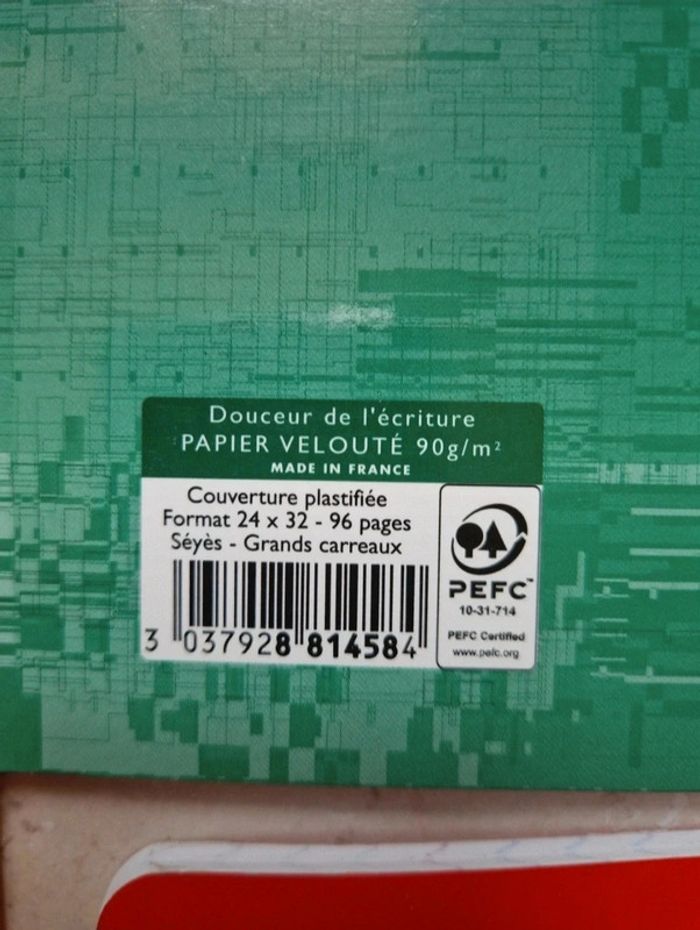 Douceur de l'écriture
PAPIER VELOUTÉ 90g/m²
MADE IN FRANCE
Couverture plastifiée
Format 24 x 32 - 96 pages
Séyès - Grands carreaux
3 037928 814584
PEFC™
10-31-714
PEFC Certified
www.pefc.org